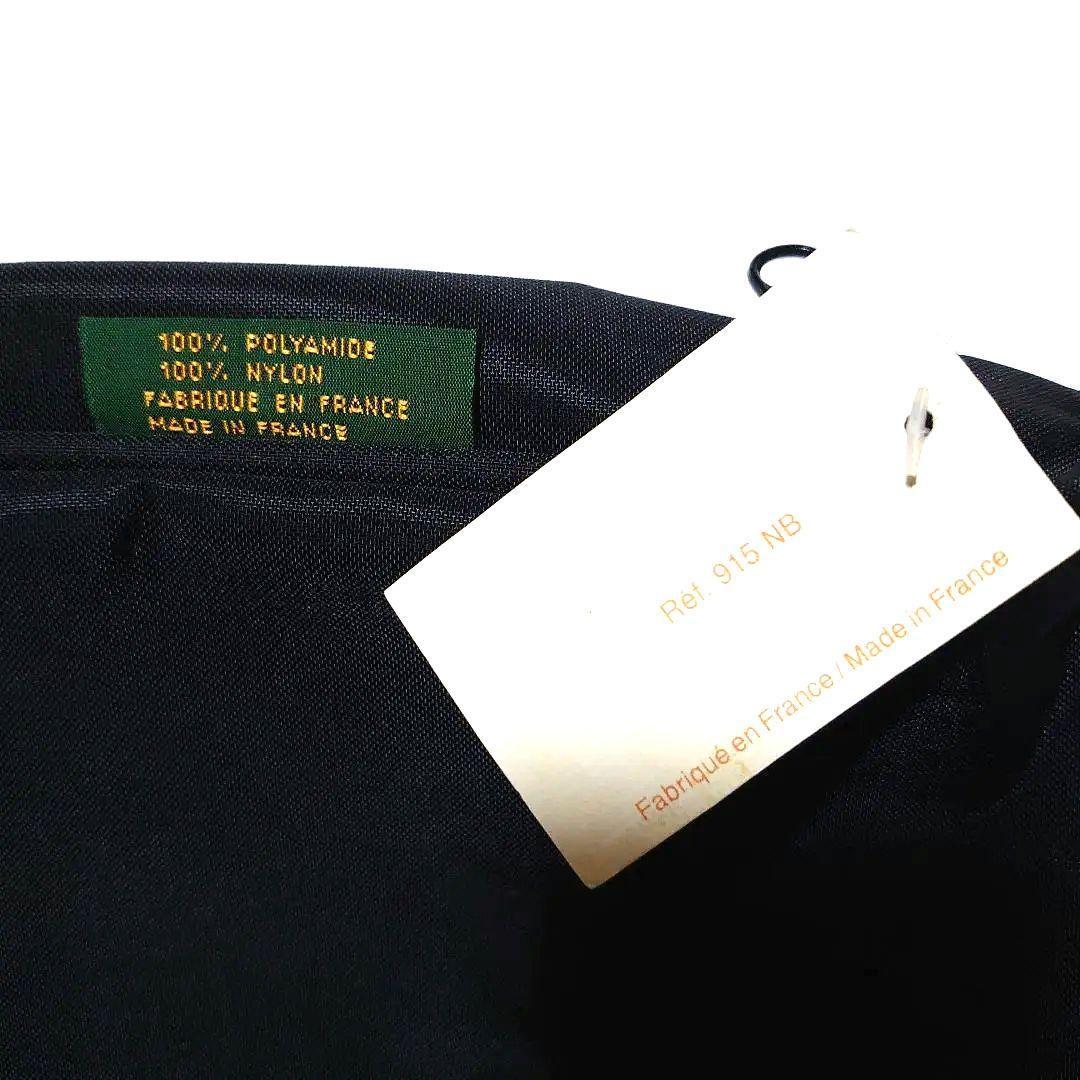 100% POLYAMIDE
100% NYLON
FABRIQUE EN FRANCE
MADE IN FRANCE
Réf. 915 NB
Fabriqué en France / Made in France